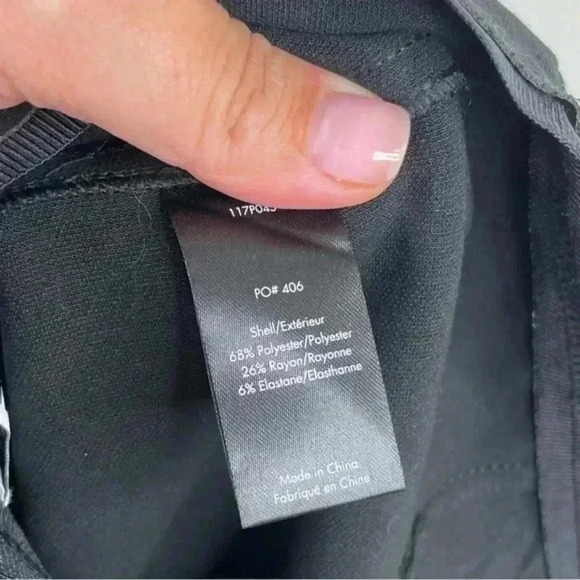 PO# 406
Shell/Extérieur
68% Polyester/Polyester
26% Rayon/Rayonne
6% Elastane/Elasthanne
Made in China
Fabriqué en Chine